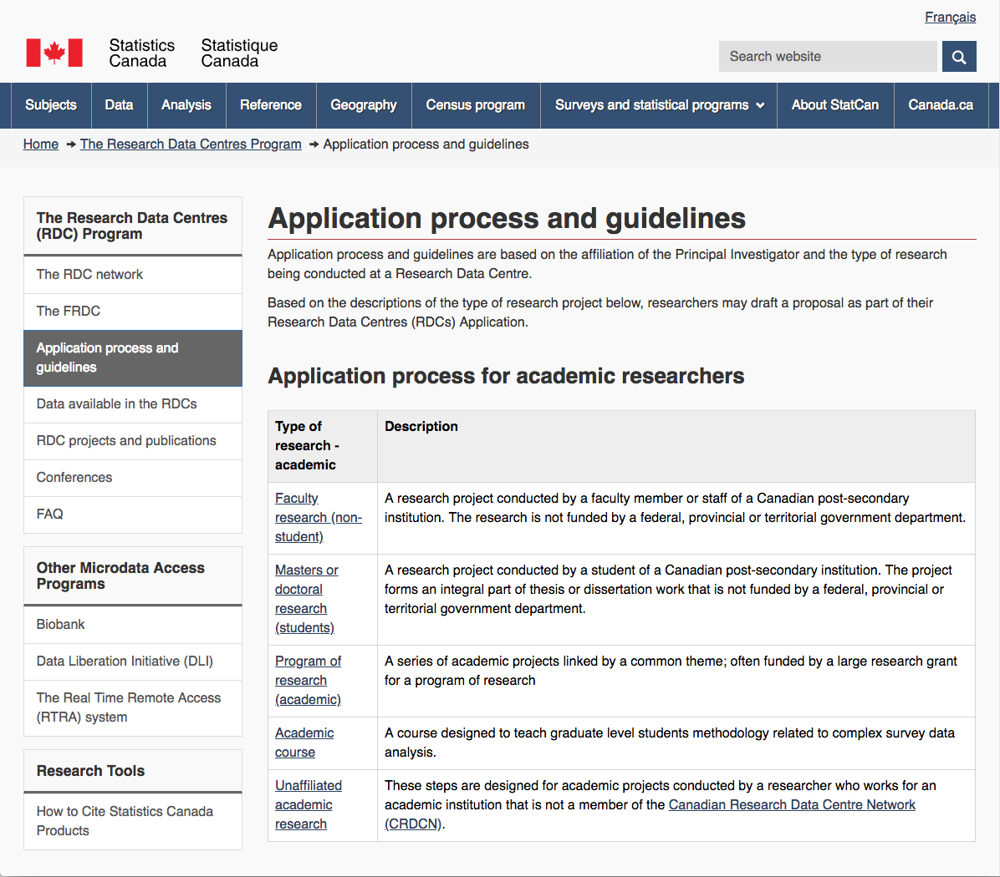 Français
Statistics Canada
Statistique Canada
Search website
Subjects
Data
Analysis
Reference
Geography
Census program
Surveys and statistical programs
About StatCan
Canada.ca
Home
The Research Data Centres Program
Application process and guidelines
The Research Data Centres
(RDC) Program
The RDC network
The FRDC
Application process and
guidelines
Data available in the RDCs
RDC projects and publications
Conferences
FAQ
Other Microdata Access
Programs
Biobank
Data Liberation Initiative (DLI)
The Real Time Remote Access
(RTRA) system
Research Tools
How to Cite Statistics Canada
Products
Application process and guidelines
Application process and guidelines are based on the affiliation of the Principal Investigator and the type of research
being conducted at a Research Data Centre.
Based on the descriptions of the type of research project below, researchers may draft a proposal as part of their
Research Data Centres (RDCs) Application.
Application process for academic researchers
Type of
research -
academic
Description
Faculty
research (non-
student)
A research project conducted by a faculty member or staff of a Canadian post-secondary
institution. The research is not funded by a federal, provincial or territorial government department.
Masters or
doctoral
research
(students)
A research project conducted by a student of a Canadian post-secondary institution. The project
forms an integral part of thesis or dissertation work that is not funded by a federal, provincial or
territorial government department.
Program of
research
(academic)
A series of academic projects linked by a common theme; often funded by a large research grant
for a program of research
Academic
course
A course designed to teach graduate level students methodology related to complex survey data
analysis.
Unaffiliated
academic
research
These steps are designed for academic projects conducted by a researcher who works for an
academic institution that is not a member of the Canadian Research Data Centre Network
(CRDCN).